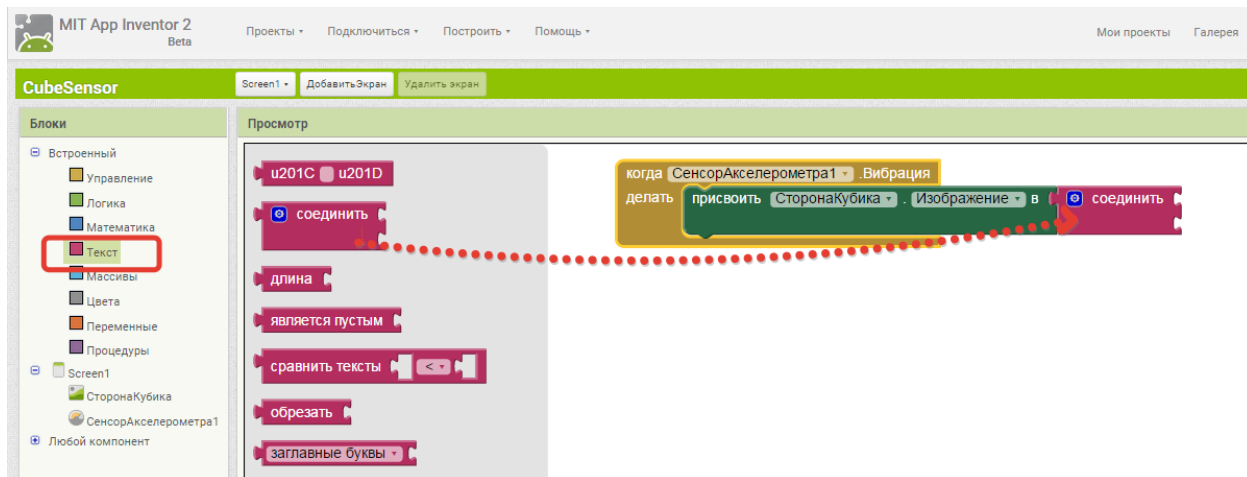 MIT App Inventor 2
Beta
Проекты
Подключиться
Построить
Помощь
Мои проекты
Галерея
CubeSensor
Screen1
ДобавитьЭкран
Удалить экран
Блоки
Просмотр
Встроенный
Управление
Логика
Математика
Текст
Массивы
Цвета
Переменные
Процедуры
Screen1
СторонаКубика
СенсорАкселерометра1
Любой компонент
u201C u201D
соединить
длина
является пустым
сравнить тексты <
обрезать
заглавные буквы
когда СенсорАкселерометра1 .Вибрация
делать присвоить СторонаКубика . Изображение в соединить